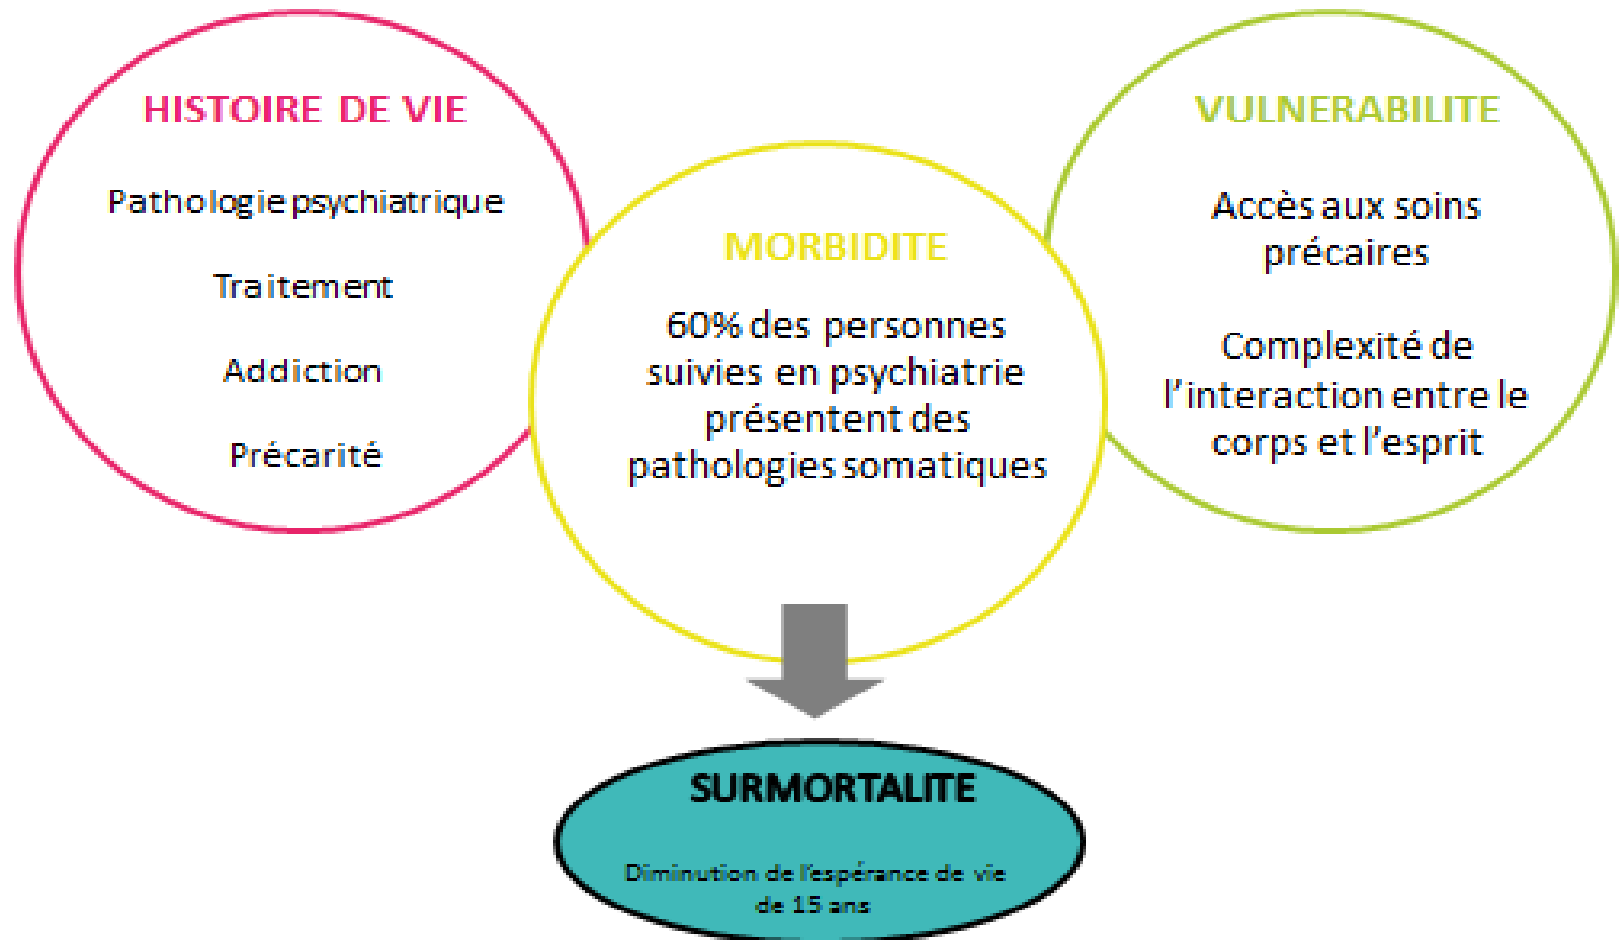 HISTOIRE DE VIE
Pathologie psychiatrique
Traitement
Addiction
Précarité
MORBIDITE
60% des personnes
suivies en psychiatrie
présentent des
pathologies somatiques
VULNERABILITE
Accès aux soins
précaires
Complexité de
l'interaction entre le
corps et l'esprit
SURMORTALITE
Diminution de l'espérance de vie
de 15 ans